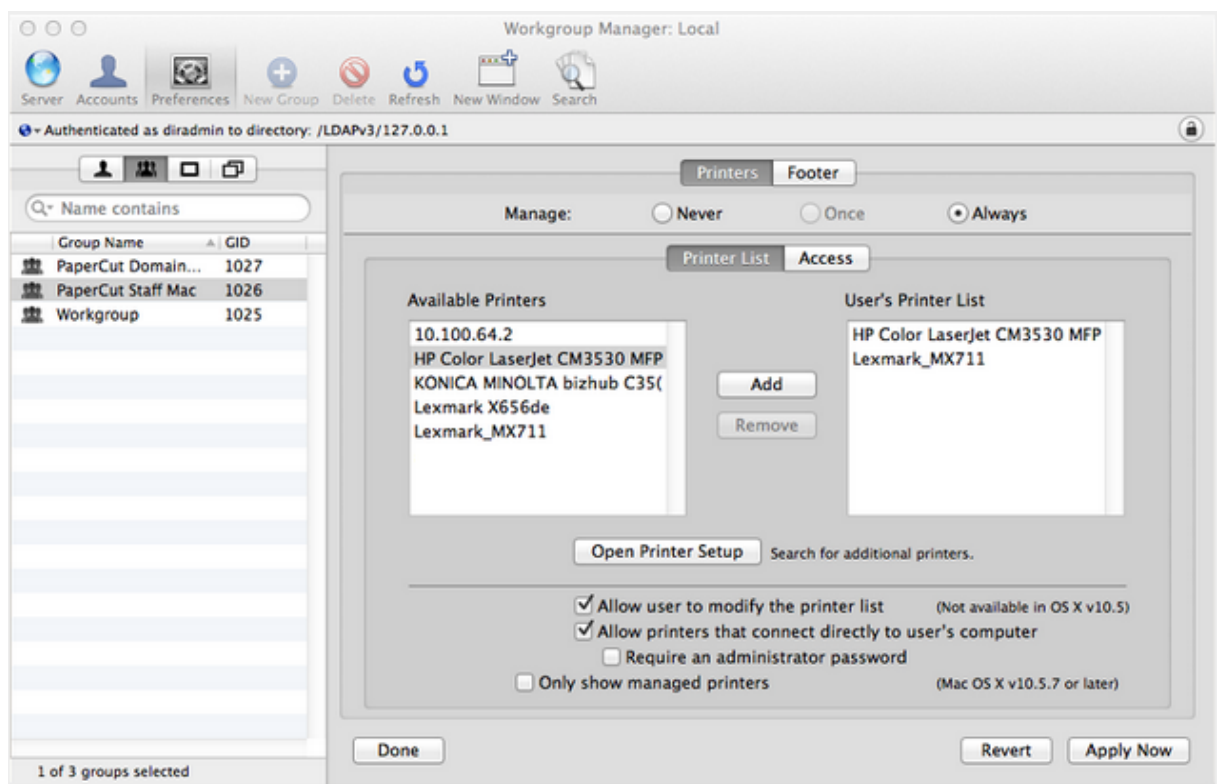 Workgroup Manager: Local
Server Accounts Preferences New Group Delete Refresh New Window Search
Authenticated as diradmin to directory: /LDAPv3/127.0.0.1
Printers Footer
Name contains
Manage: Never Once Always
Group Name GID
PaperCut Domain... 1027
PaperCut Staff Mac 1026
Workgroup 1025
Printer List Access
Available Printers User's Printer List
10.100.64.2 HP Color LaserJet CM3530 MFP
HP Color LaserJet CM3530 MFP Lexmark_MX711
KONICA MINOLTA bizhub C35(
Lexmark X656de
Lexmark_MX711
Add
Remove
Open Printer Setup Search for additional printers.
Allow user to modify the printer list (Not available in OS X v10.5)
Allow printers that connect directly to user's computer
Require an administrator password
Only show managed printers (Mac OS X v10.5.7 or later)
Done Revert Apply Now
1 of 3 groups selected